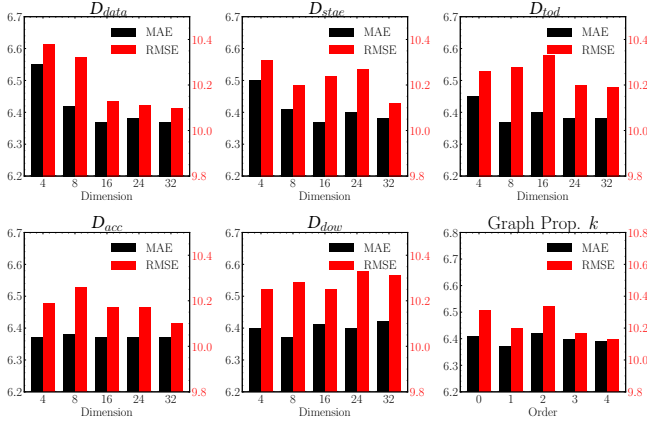 D_data
6.7
6.6
6.5
6.4
6.3
6.2
MAE
RMSE
10.4
10.2
10.0
9.8
4 8 16 24 32
Dimension
D_stae
6.7
6.6
6.5
6.4
6.3
6.2
MAE
RMSE
10.4
10.2
10.0
9.8
4 8 16 24 32
Dimension
D_tod
6.7
6.6
6.5
6.4
6.3
6.2
MAE
RMSE
10.4
10.2
10.0
9.8
4 8 16 24 32
Dimension
D_acc
6.7
6.6
6.5
6.4
6.3
6.2
MAE
RMSE
10.4
10.2
10.0
9.8
4 8 16 24 32
Dimension
D_dow
6.7
6.6
6.5
6.4
6.3
6.2
MAE
RMSE
10.4
10.2
10.0
9.8
4 8 16 24 32
Dimension
Graph Prop. k
6.8
6.7
6.6
6.5
6.4
6.3
6.2
MAE
RMSE
10.8
10.6
10.4
10.2
10.0
9.8
0 1 2 3 4
Order